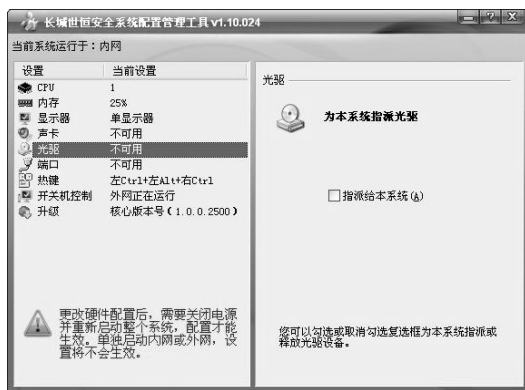 长城世恒安全系统配置管理工具 v1.10.024
当前系统运行于：内网
设置 当前设置
CPU 1
内存 25%
显示器 单显示器
声卡 不可用
光驱 不可用
端口 不可用
热键 左Ctrl+左Alt+右Ctrl
开关机控制 外网正在运行
升级 核心版本号(1.0.0.2500)
更改硬件配置后，需要关闭电源
并重新启动整个系统，配置才能
生效。单独启动内网或外网，设
置将不会生效。
光驱
为本系统指派光驱
指派给本系统(A)
您可以勾选或取消勾选复选框为本系统指派或
释放光驱设备。